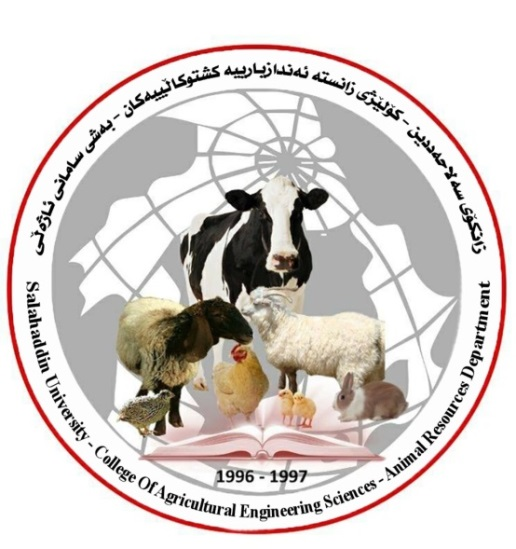 زانكۆی سەلاحەددین - كۆلێژی زانستە ئەندازیارییە كشتوكاڵییەكان - بەشی سامانی ئاژەڵی
1996 - 1997
Salahaddin University - College Of Agricultural Engineering Sciences - Animal Resources Department